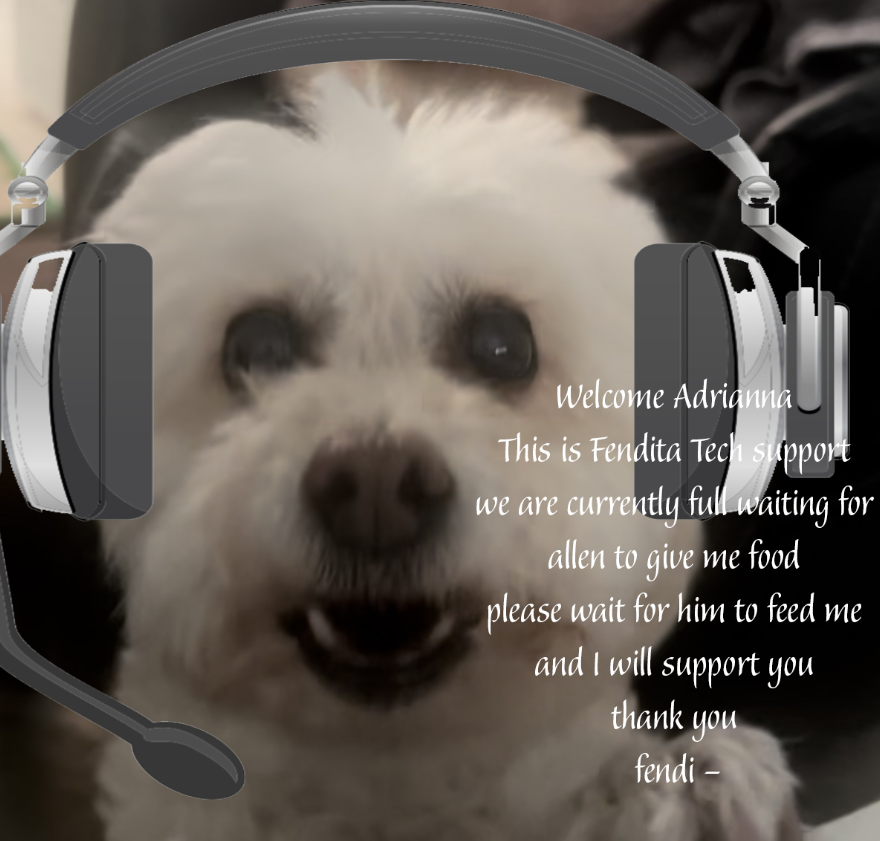 Welcome Adrianna
This is Fendita Tech support
we are currently full waiting for
allen to give me food
please wait for him to feed me
and I will support you
thank you
fendi –